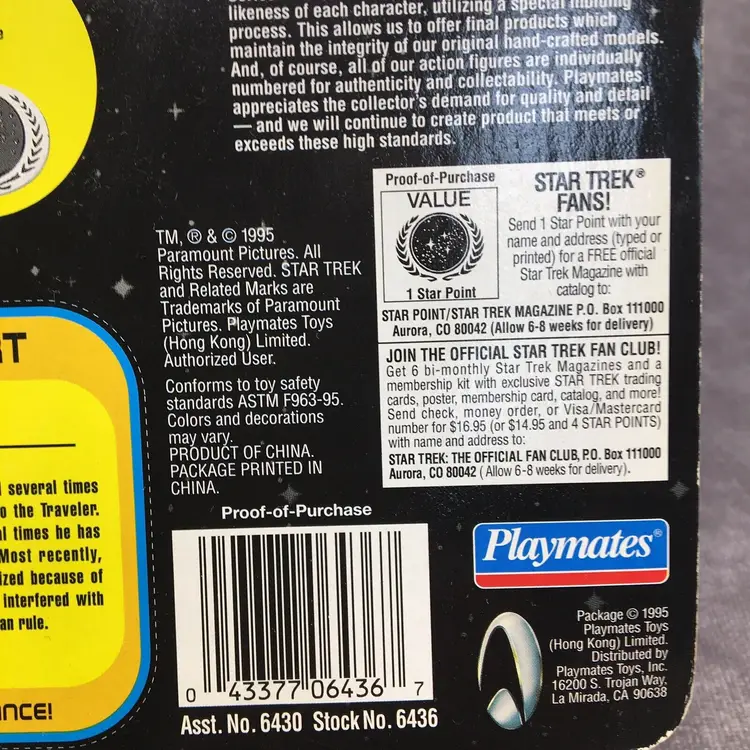 likeness of each character, utilizing a special molding
process. This allows us to offer final products which
maintain the integrity of our original hand-crafted models.
And, of course, all of our action figures are individually
numbered for authenticity and collectability. Playmates
appreciates the collector's demand for quality and detail
— and we will continue to create product that meets or
exceeds these high standards.
Proof-of-Purchase
VALUE
1 Star Point
STAR TREK®
FANS!
Send 1 Star Point with your
name and address (typed or
printed) for a FREE official
Star Trek Magazine with
catalog to:
STAR POINT/STAR TREK MAGAZINE P.O. Box 111000
Aurora, CO 80042 (Allow 6-8 weeks for delivery)
JOIN THE OFFICIAL STAR TREK FAN CLUB!
Get 6 bi-monthly Star Trek Magazines and a
membership kit with exclusive STAR TREK trading
cards, poster, membership card, catalog, and more!
Send check, money order, or Visa/Mastercard
number for $16.95 (or $14.95 and 4 STAR POINTS)
with name and address to:
STAR TREK: THE OFFICIAL FAN CLUB, P.O. Box 111000
Aurora, CO 80042 (Allow 6-8 weeks for delivery).
TM, ® & © 1995
Paramount Pictures. All
Rights Reserved. STAR TREK
and Related Marks are
Trademarks of Paramount
Pictures. Playmates Toys
(Hong Kong) Limited.
Authorized User.
Conforms to toy safety
standards ASTM F963-95.
Colors and decorations
may vary.
PRODUCT OF CHINA.
PACKAGE PRINTED IN
CHINA.
several times
o the Traveler.
l times he has
Most recently,
ized because of
interfered with
an rule.
NCE!
Proof-of-Purchase
0 43377 06436 7
Asst. No. 6430 Stock No. 6436
Playmates®
Package © 1995
Playmates Toys
(Hong Kong) Limited.
Distributed by
Playmates Toys, Inc.
16200 S. Trojan Way,
La Mirada, CA 90638